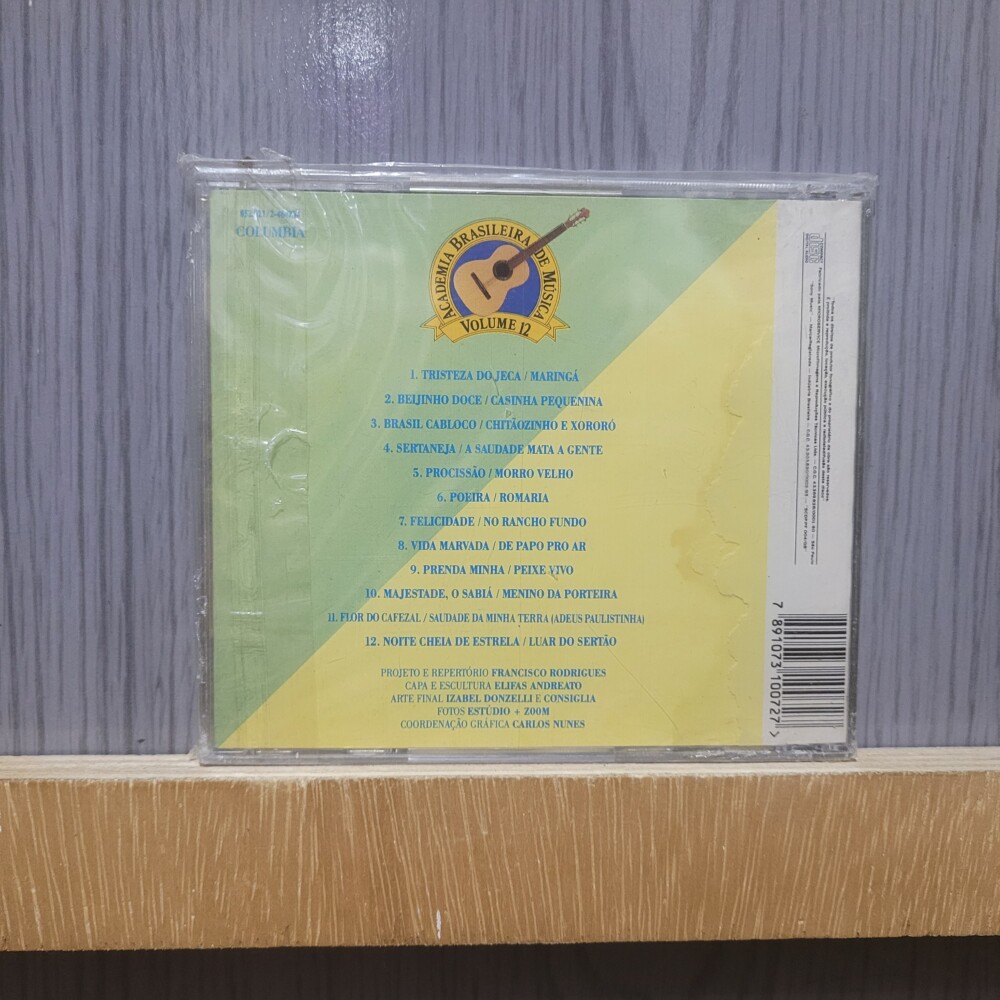 COLUMBIA
ACADEMIA BRASILEIRA DE MÚSICA
VOLUME 12
1. TRISTEZA DO JECA / MARINGÁ
2. BEIJINHO DOCE / CASINHA PEQUENINA
3. BRASIL CABLOCO / CHITÃOZINHO E XORORÓ
4. SERTANEJA / A SAUDADE MATA A GENTE
5. PROCISSÃO / MORRO VELHO
6. POEIRA / ROMARIA
7. FELICIDADE / NO RANCHO FUNDO
8. VIDA MARVADA / DE PAPO PRO AR
9. PRENDA MINHA / PEIXE VIVO
10. MAJESTADE, O SABIÁ / MENINO DA PORTEIRA
11. FLOR DO CAFEZAL / SAUDADE DA MINHA TERRA (ADEUS PAULISTINHA)
12. NOITE CHEIA DE ESTRELA / LUAR DO SERTÃO
PROJETO E REPERTÓRIO FRANCISCO RODRIGUES
CAPA E ESCULTURA ELIFAS ANDREATO
ARTE FINAL IZABEL DONZELLI E CONSIGLIA
FOTOS ESTÚDIO + ZOOM
COORDENAÇÃO GRÁFICA CARLOS NUNES
7 891073 100727 >